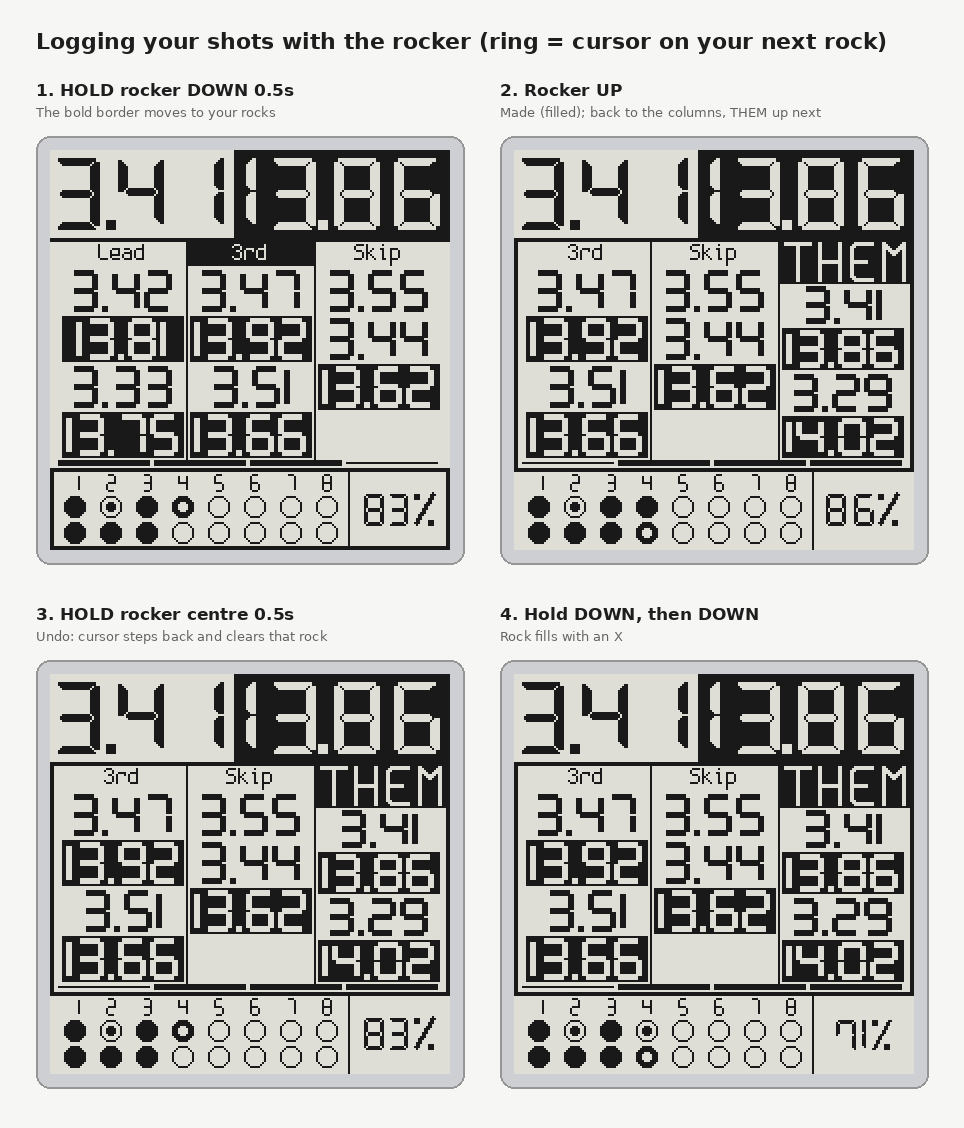 Logging your shots with the rocker (ring = cursor on your next rock)
1. HOLD rocker DOWN 0.5s
The bold border moves to your rocks
3.41 13.86
Lead 3rd Skip
3.42 3.47 3.55
13.81 13.92 3.44
3.33 3.51 13.62
13.75 13.66
1 2 3 4 5 6 7 8
83%
2. Rocker UP
Made (filled); back to the columns, THEM up next
3.41 13.86
3rd Skip THEM
3.47 3.55 3.41
13.92 3.44 13.86
3.51 13.62 3.29
13.66 14.02
1 2 3 4 5 6 7 8
86%
3. HOLD rocker centre 0.5s
Undo: cursor steps back and clears that rock
3.41 13.86
3rd Skip THEM
3.47 3.55 3.41
13.92 3.44 13.86
3.51 13.62 3.29
13.66 14.02
1 2 3 4 5 6 7 8
83%
4. Hold DOWN, then DOWN
Rock fills with an X
3.41 13.86
3rd Skip THEM
3.47 3.55 3.41
13.92 3.44 13.86
3.51 13.62 3.29
13.66 14.02
1 2 3 4 5 6 7 8
71%